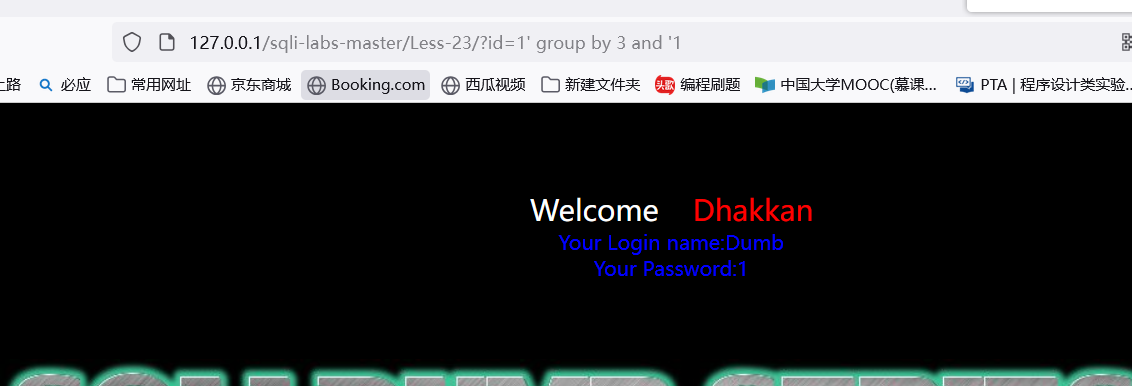 127.0.0.1/sqli-labs-master/Less-23/?id=1' group by 3 and '1
上路 必应 常用网址 京东商城 Booking.com 西瓜视频 新建文件夹 头歌 编程刷题 中国大学MOOC(慕课... PTA | 程序设计类实验...
Welcome Dhakkan
Your Login name:Dumb
Your Password:1